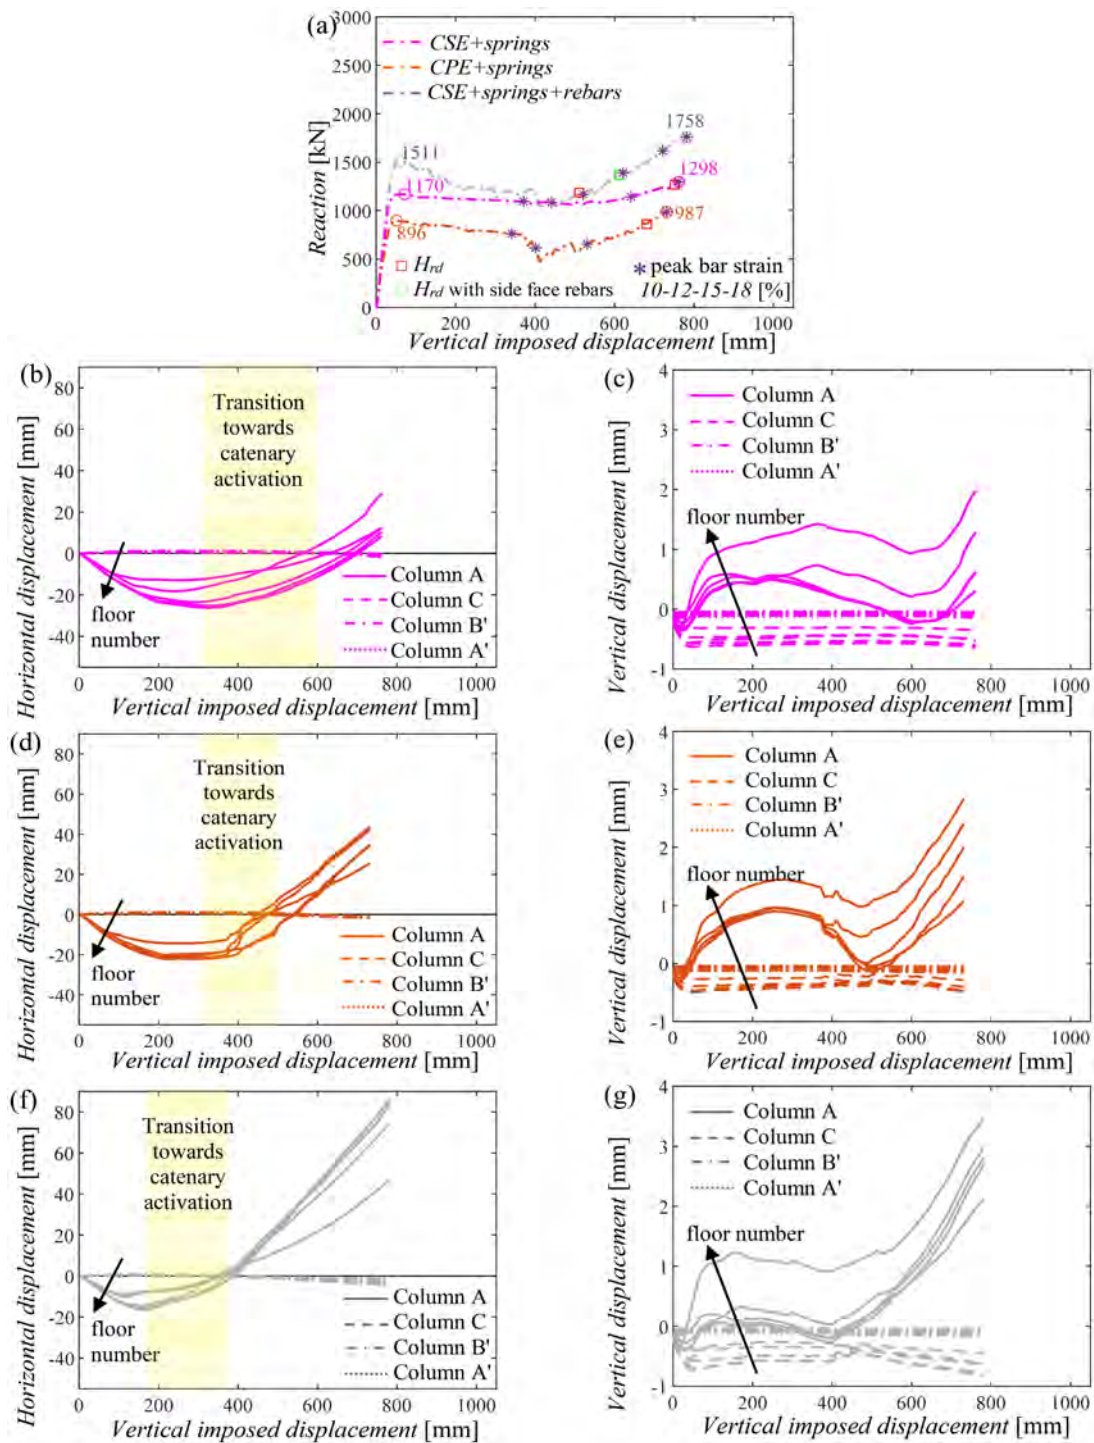 (a)
3000
2500
2000
1500
1000
500
0
Reaction [kN]
CSE+springs
CPE+springs
CSE+springs+rebars
1758
1511
1298
1170
987
896
H_rd
H_rd with side face rebars
peak bar strain
10-12-15-18 [%]
0 200 400 600 800 1000
Vertical imposed displacement [mm]
(b)
80
60
40
20
0
-20
-40
Horizontal displacement [mm]
Transition
towards
catenary
activation
floor
number
Column A
Column C
Column B'
Column A'
0 200 400 600 800 1000
Vertical imposed displacement [mm]
(c)
4
3
2
1
0
-1
Vertical displacement [mm]
Column A
Column C
Column B'
Column A'
floor number
0 200 400 600 800 1000
Vertical imposed displacement [mm]
(d)
80
60
40
20
0
-20
-40
Horizontal displacement [mm]
Transition
towards
catenary
activation
floor
number
Column A
Column C
Column B'
Column A'
0 200 400 600 800 1000
Vertical imposed displacement [mm]
(e)
4
3
2
1
0
-1
Vertical displacement [mm]
Column A
Column C
Column B'
Column A'
floor number
0 200 400 600 800 1000
Vertical imposed displacement [mm]
(f)
80
60
40
20
0
-20
-40
Horizontal displacement [mm]
Transition
towards
catenary
activation
floor
number
Column A
Column C
Column B'
Column A'
0 200 400 600 800 1000
Vertical imposed displacement [mm]
(g)
4
3
2
1
0
-1
Vertical displacement [mm]
Column A
Column C
Column B'
Column A'
floor number
0 200 400 600 800 1000
Vertical imposed displacement [mm]